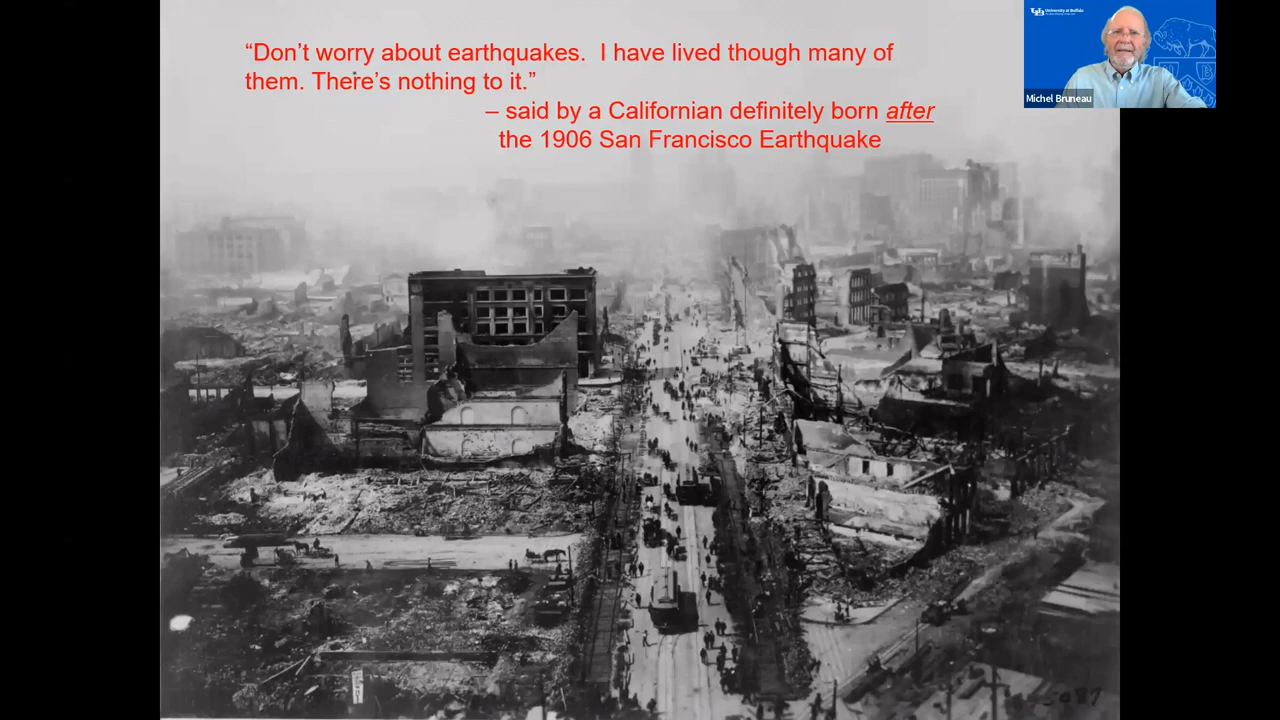 “Don’t worry about earthquakes.  I have lived though many of
them. There’s nothing to it.”
– said by a Californian definitely born after
the 1906 San Francisco Earthquake
University at Buffalo
Michel Bruneau